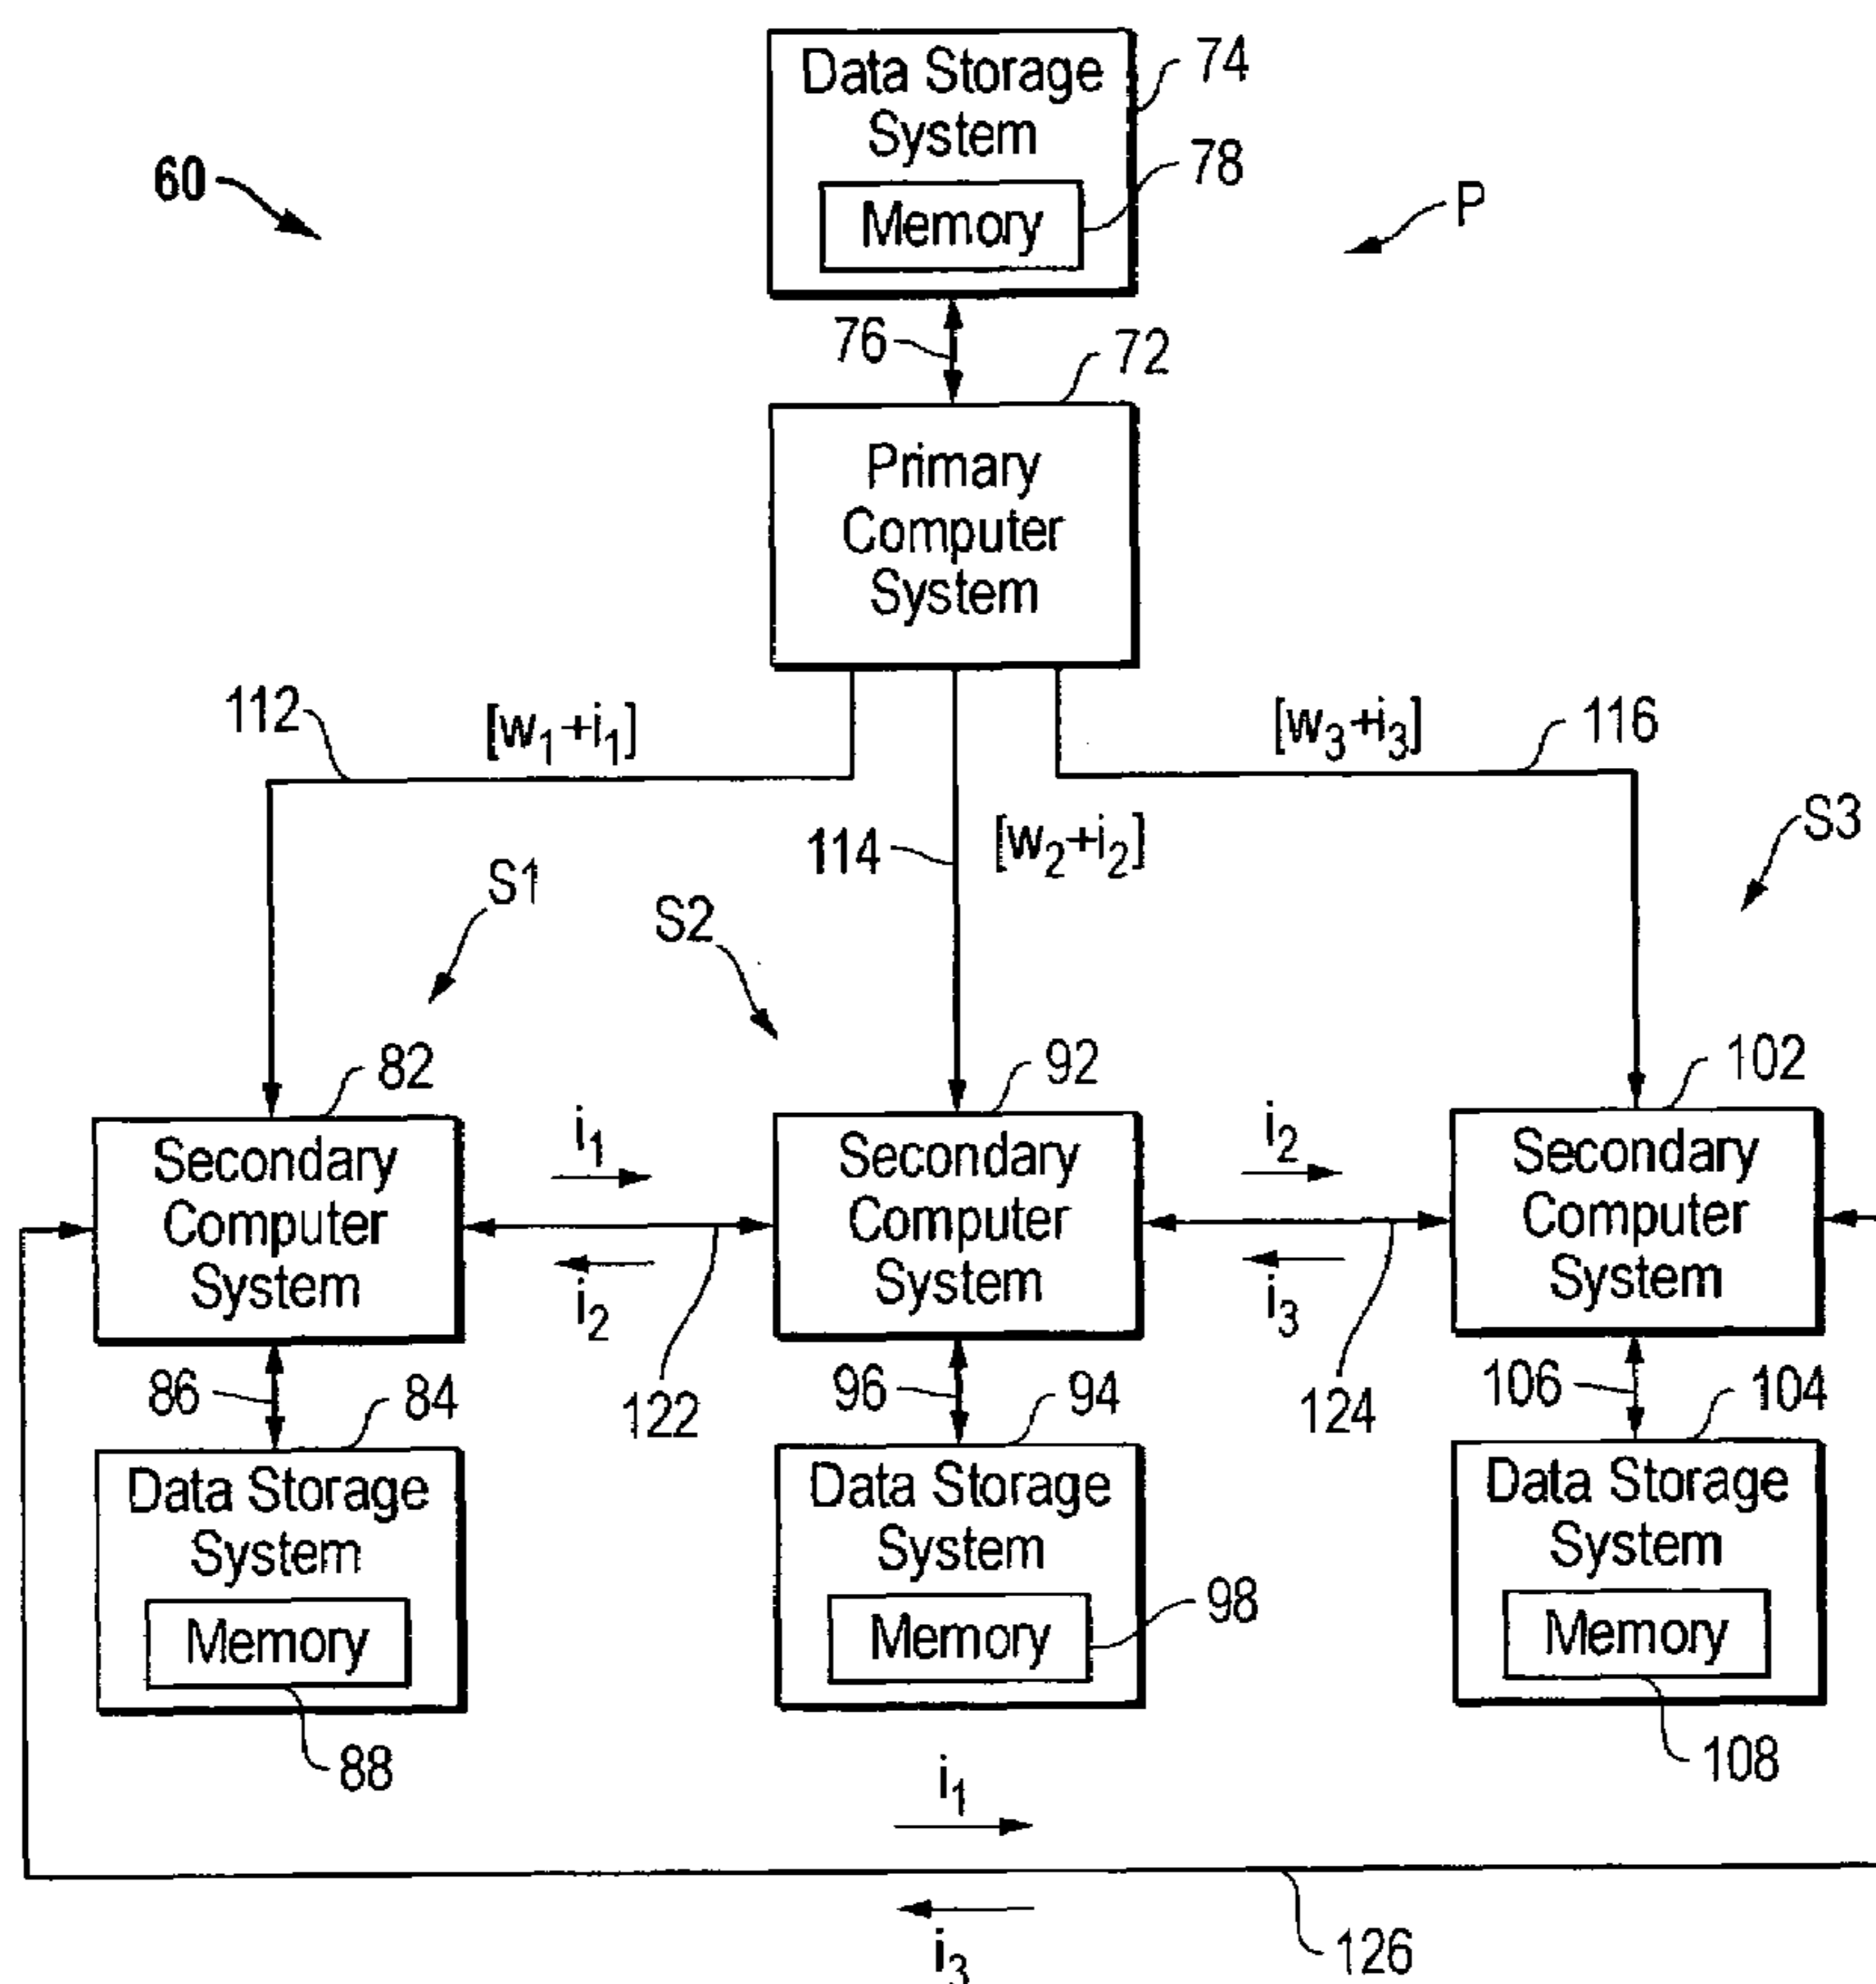 Data Storage
System
74
60
78
Memory
P
76
72
Primary
Computer
System
112
[w₁+i₁]
[w₃+i₃]
116
114
[w₂+i₂]
S3
S1
S2
82
92
102
Secondary
Computer
System
i₁
i₂
Secondary
Computer
System
i₂
i₃
Secondary
Computer
System
86
84
122
96
94
124
106
104
Data Storage
System
Memory
88
Data Storage
System
Memory
98
Data Storage
System
Memory
108
i₁
i₃
126